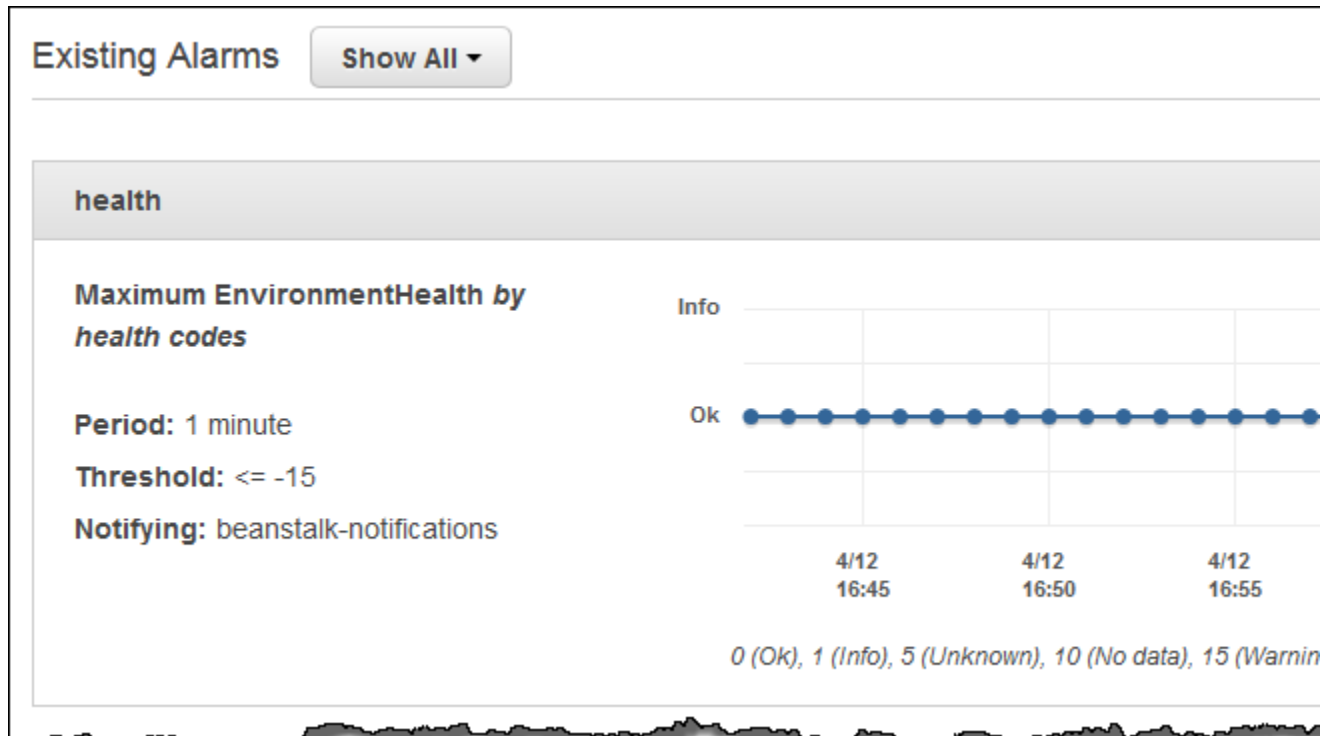 Existing Alarms
Show All
health
Maximum EnvironmentHealth by
health codes
Period: 1 minute
Threshold: <= -15
Notifying: beanstalk-notifications
Info
Ok
4/12
16:45
4/12
16:50
4/12
16:55
0 (Ok), 1 (Info), 5 (Unknown), 10 (No data), 15 (Warnin